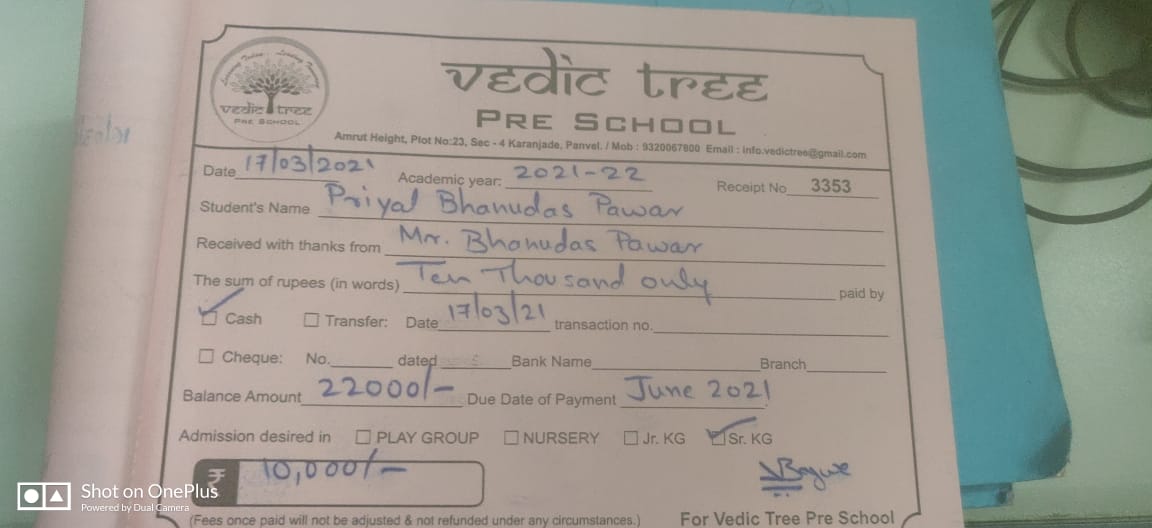 Learning Today Leading Tomorrow
vedic tree
PRE SCHOOL
vedic tree
PRE SCHOOL
Amrut Height, Plot No:23, Sec - 4 Karanjade, Panvel. / Mob : 9320067800 Email : info.vedictree@gmail.com
Date 17/03/2021 Academic year: 2021-22 Receipt No 3353
Student's Name Priyal Bhanudas Pawar
Received with thanks from Mr. Bhanudas Pawar
The sum of rupees (in words) Ten Thousand only paid by
Cash Transfer: Date 17/03/21 transaction no.
Cheque: No. dated Bank Name Branch
Balance Amount 22000/- Due Date of Payment June 2021
Admission desired in PLAY GROUP NURSERY Jr. KG Sr. KG
₹ 10,000/-
(Fees once paid will not be adjusted & not refunded under any circumstances.) For Vedic Tree Pre School
Shot on OnePlus
Powered by Dual Camera